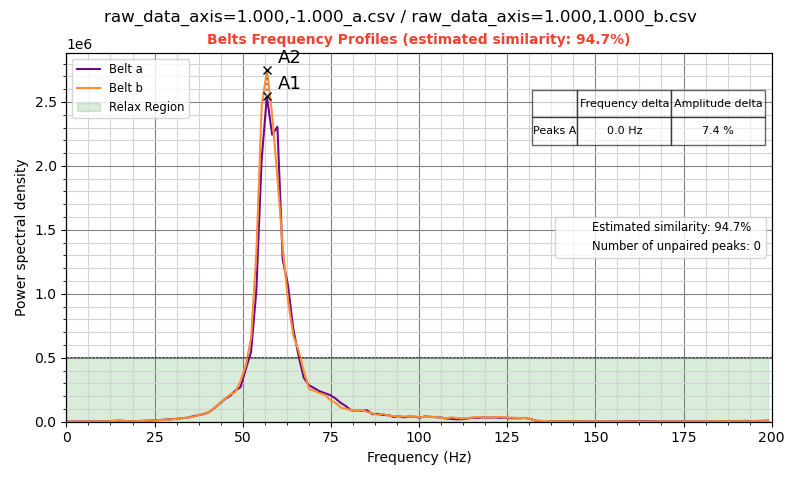 raw_data_axis=1.000,-1.000_a.csv / raw_data_axis=1.000,1.000_b.csv
Belts Frequency Profiles (estimated similarity: 94.7%)
1e6
A2
A1
Belt a
Belt b
Relax Region
Frequency delta Amplitude delta
Peaks A 0.0 Hz 7.4 %
Estimated similarity: 94.7%
Number of unpaired peaks: 0
Power spectral density
2.5
2.0
1.5
1.0
0.5
0.0
0 25 50 75 100 125 150 175 200
Frequency (Hz)